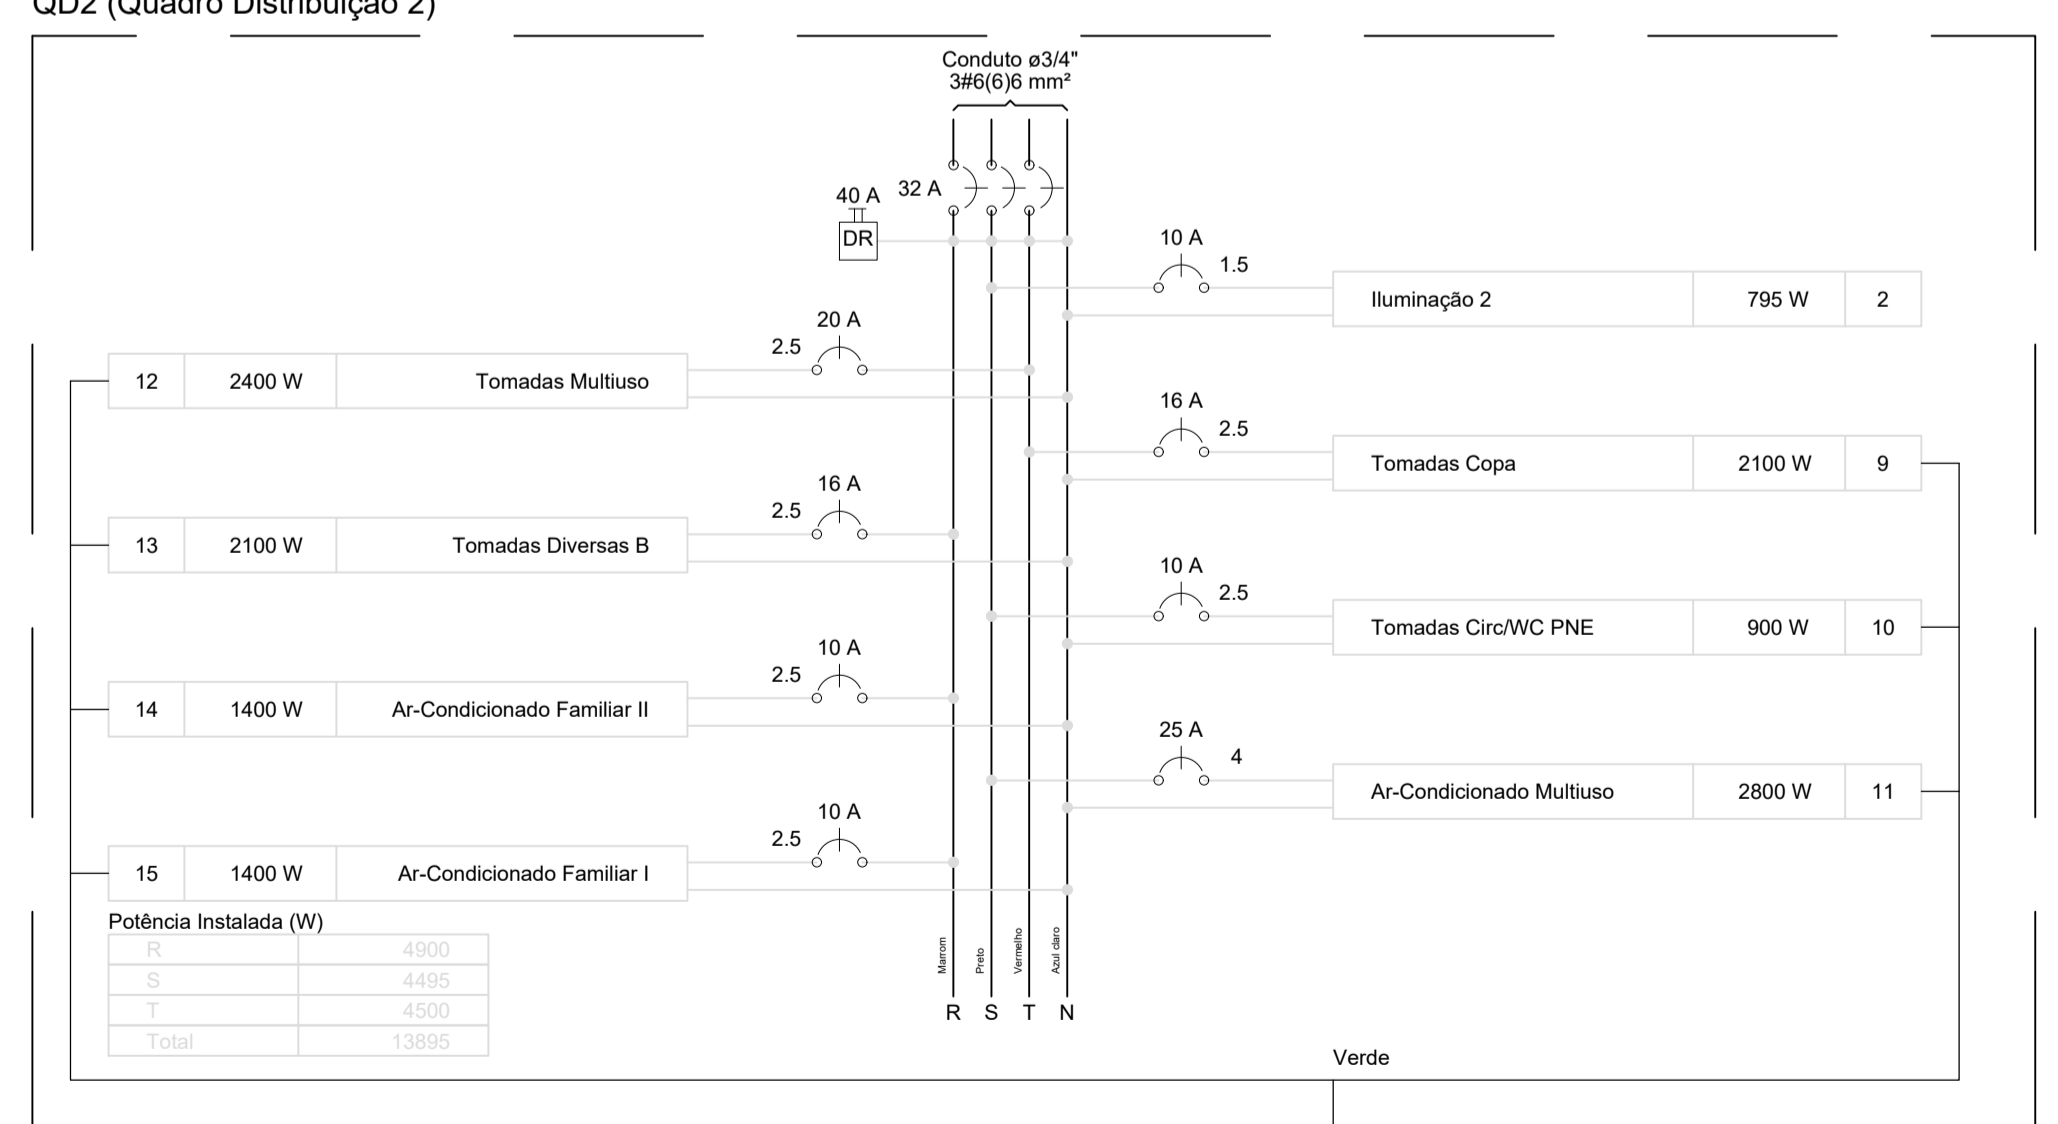 QD2 (Quadro Distribuição 2)
Conduto ø3/4"
3#6(6)6 mm²
40 A
32 A
DR
10 A
1.5
Iluminação 2
795 W
2
20 A
2.5
12
2400 W
Tomadas Multiuso
16 A
2.5
Tomadas Copa
2100 W
9
16 A
2.5
13
2100 W
Tomadas Diversas B
10 A
2.5
Tomadas Circ/WC PNE
900 W
10
10 A
2.5
14
1400 W
Ar-Condicionado Familiar II
25 A
4
Ar-Condicionado Multiuso
2800 W
11
10 A
2.5
15
1400 W
Ar-Condicionado Familiar I
Potência Instalada (W)
R 4900
S 4495
T 4500
Total 13895
Marrom
Preto
Vermelho
Azul claro
R S T N
Verde